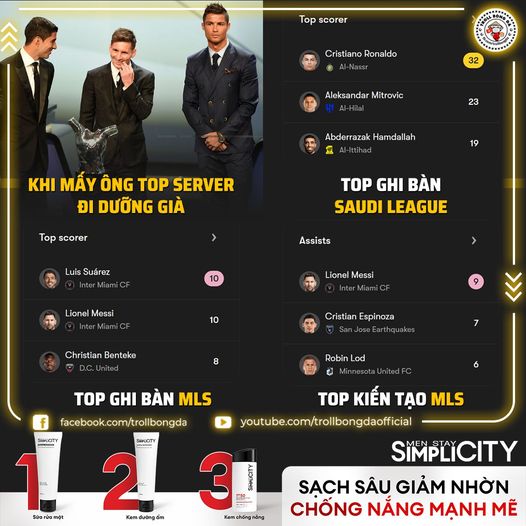 TROLL BÓNG ĐÁ
Top scorer
Cristiano Ronaldo
Al-Nassr
32
Aleksandar Mitrovic
Al-Hilal
23
Abderrazak Hamdallah
Al-Ittihad
19
KHI MẤY ÔNG TOP SERVER
ĐI DƯỠNG GIÀ
TOP GHI BÀN
SAUDI LEAGUE
Top scorer
Luis Suárez
Inter Miami CF
10
Lionel Messi
Inter Miami CF
10
Christian Benteke
D.C. United
8
TOP GHI BÀN MLS
Assists
Lionel Messi
Inter Miami CF
9
Cristian Espinoza
San Jose Earthquakes
7
Robin Lod
Minnesota United FC
6
TOP KIẾN TẠO MLS
facebook.com/trollbongda
youtube.com/trollbongdaofficial
MEN STAY
SIMPLICITY
1
SIMPLICITY
Sữa rửa mặt
2
SIMPLICITY
Kem dưỡng ẩm
3
SIMPLICITY
Kem chống nắng
SẠCH SÂU GIẢM NHỜN
CHỐNG NẮNG MẠNH MẼ